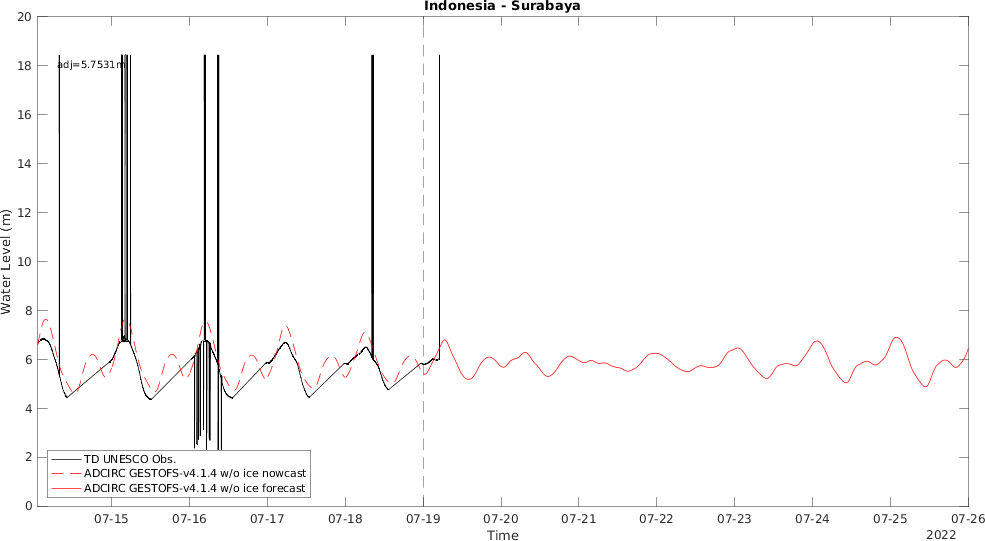 Indonesia - Surabaya
20
18
16
14
12
10
8
6
4
2
0
Water Level (m)
adj=5.7531m
TD UNESCO Obs.
ADCIRC GESTOFS-v4.1.4 w/o ice nowcast
ADCIRC GESTOFS-v4.1.4 w/o ice forecast
07-15 07-16 07-17 07-18 07-19 07-20 07-21 07-22 07-23 07-24 07-25 07-26
Time
2022